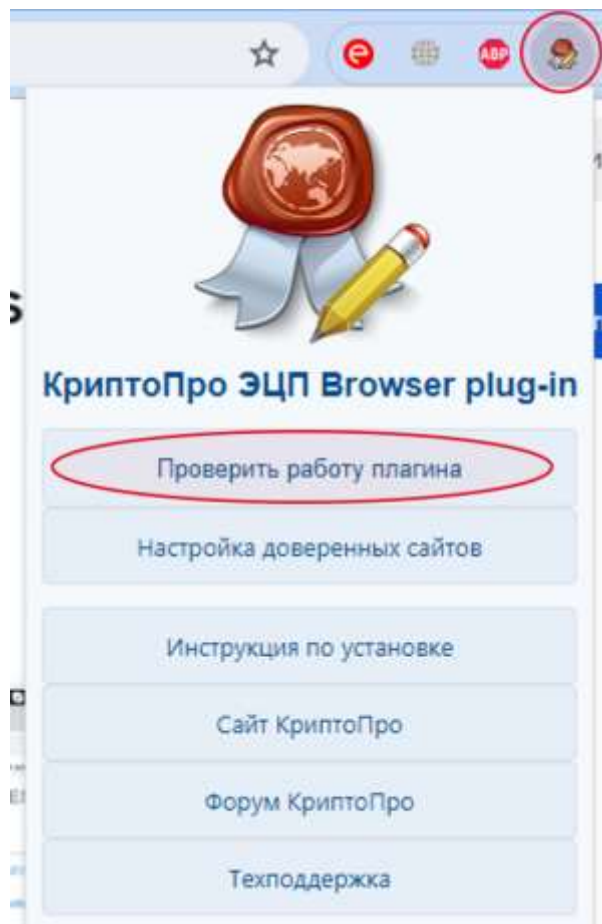 ABP
КриптоПро ЭЦП Browser plug-in
Проверить работу плагина
Настройка доверенных сайтов
Инструкция по установке
Сайт КриптоПро
Форум КриптоПро
Техподдержка